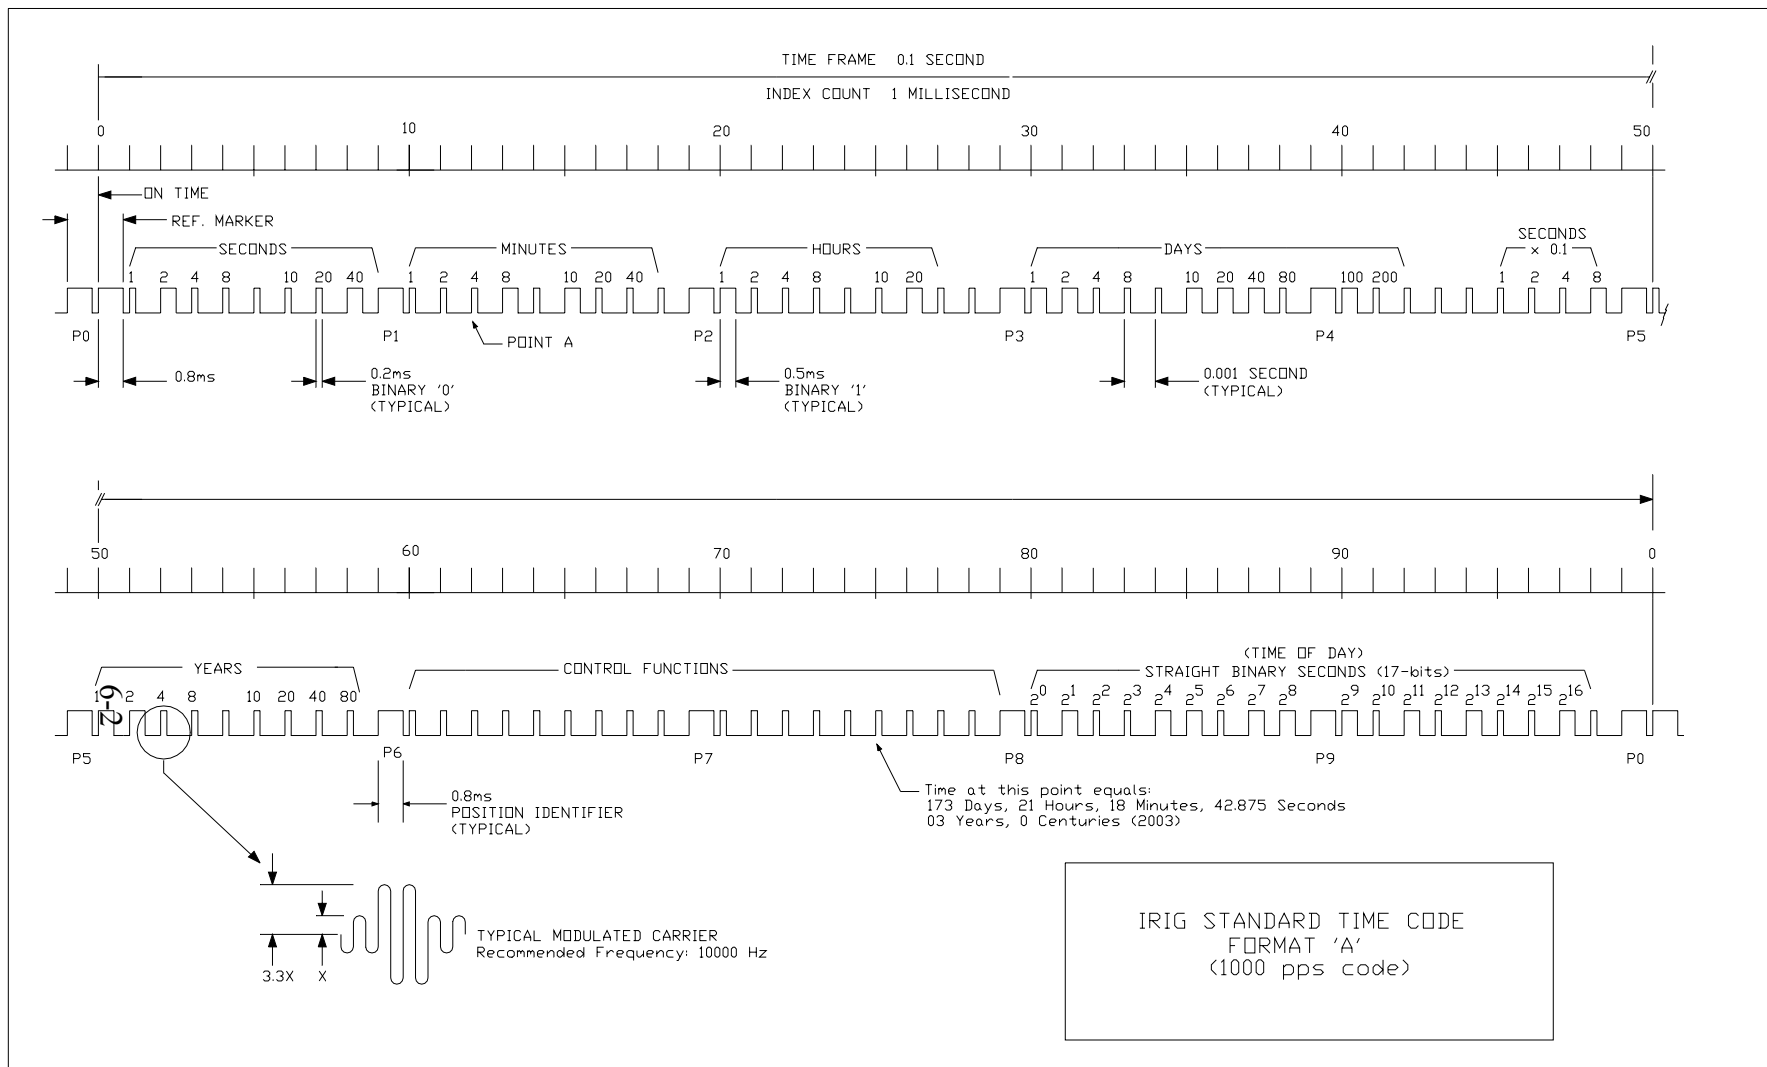 TIME FRAME 0.1 SECOND
INDEX COUNT 1 MILLISECOND
0 10 20 30 40 50
ON TIME
REF. MARKER
SECONDS MINUTES HOURS DAYS SECONDS
x 0.1
1 2 4 8 10 20 40 1 2 4 8 10 20 40 1 2 4 8 10 20 1 2 4 8 10 20 40 80 100 200 1 2 4 8
P0 P1 P2 P3 P4 P5
POINT A
0.8ms
0.2ms
BINARY '0'
(TYPICAL)
0.5ms
BINARY '1'
(TYPICAL)
0.001 SECOND
(TYPICAL)
50 60 70 80 90 0
YEARS CONTROL FUNCTIONS
(TIME OF DAY)
STRAIGHT BINARY SECONDS (17-bits)
1 2 4 8 10 20 40 80
6-2
2⁰ 2¹ 2² 2³ 2⁴ 2⁵ 2⁶ 2⁷ 2⁸ 2⁹ 2¹⁰ 2¹¹ 2¹² 2¹³ 2¹⁴ 2¹⁵ 2¹⁶
P5 P6 P7 P8 P9 P0
0.8ms
POSITION IDENTIFIER
(TYPICAL)
Time at this point equals:
173 Days, 21 Hours, 18 Minutes, 42.875 Seconds
03 Years, 0 Centuries (2003)
TYPICAL MODULATED CARRIER
Recommended Frequency: 10000 Hz
3.3X X
IRIG STANDARD TIME CODE
FORMAT 'A'
(1000 pps code)